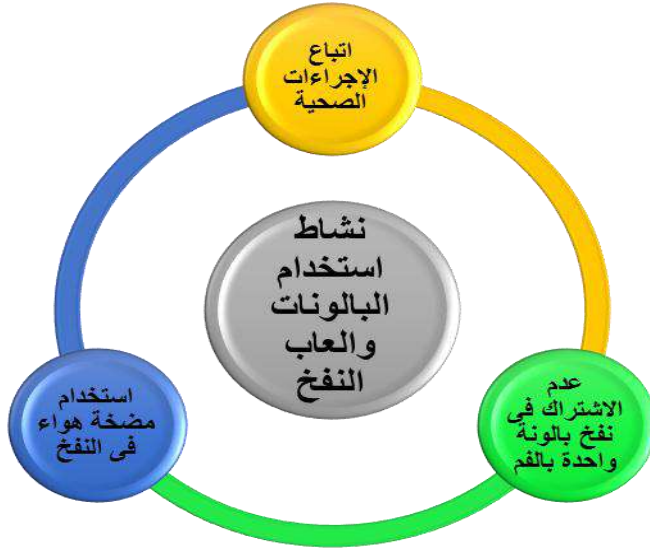 اتباع
الإجراءات
الصحية
نشاط
استخدام
البالونات
والعاب
النفخ
عدم
الاشتراك فى
نفخ بالونة
واحدة بالفم
استخدام
مضخة هواء
فى النفخ